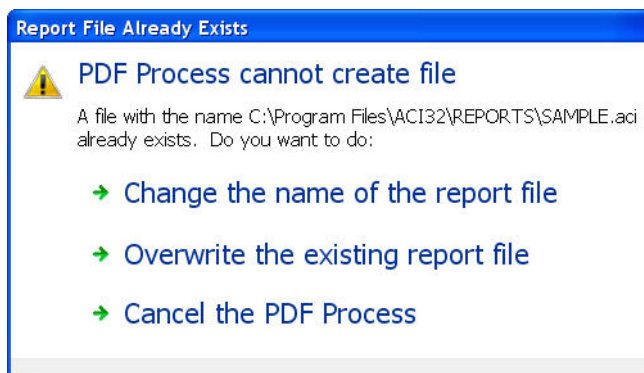 Report File Already Exists
PDF Process cannot create file
A file with the name C:\Program Files\ACI32\REPORTS\SAMPLE.aci
already exists.  Do you want to do:
Change the name of the report file
Overwrite the existing report file
Cancel the PDF Process